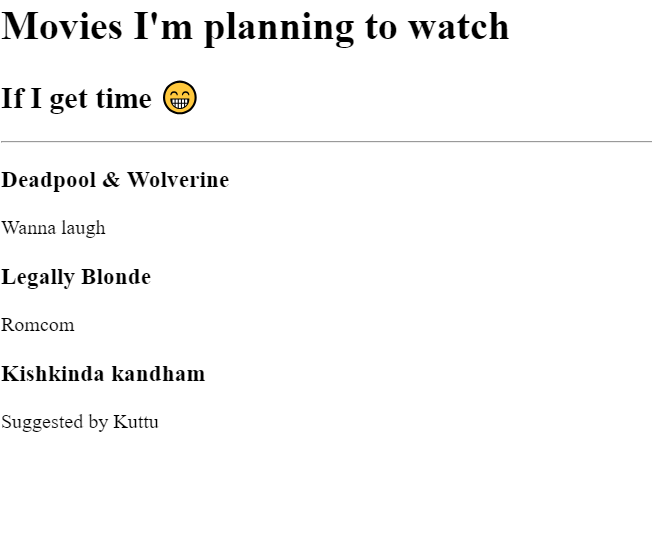 Movies I'm planning to watch
If I get time 😁
Deadpool & Wolverine
Wanna laugh
Legally Blonde
Romcom
Kishkinda kandham
Suggested by Kuttu